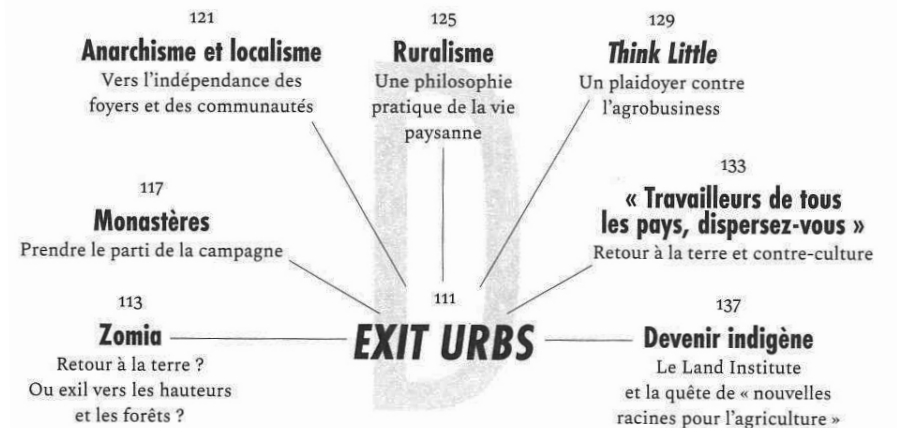 121
Anarchisme et localisme
Vers l'indépendance des
foyers et des communautés
125
Ruralisme
Une philosophie
pratique de la vie
paysanne
129
Think Little
Un plaidoyer contre
l'agrobusiness
117
Monastères
Prendre le parti de la campagne
133
« Travailleurs de tous
les pays, dispersez-vous »
Retour à la terre et contre-culture
113
Zomia
Retour à la terre ?
Ou exil vers les hauteurs
et les forêts ?
D
111
EXIT URBS
137
Devenir indigène
Le Land Institute
et la quête de « nouvelles
racines pour l'agriculture »